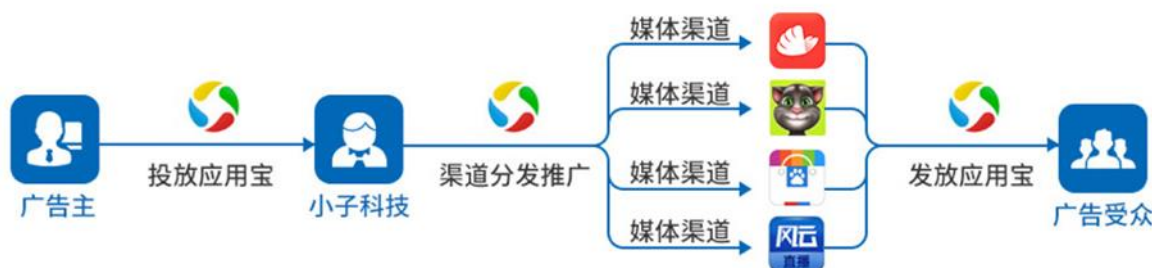 媒体渠道
媒体渠道
投放应用宝
渠道分发推广
媒体渠道
发放应用宝
广告主
小子科技
广告受众
媒体渠道
风云
直播